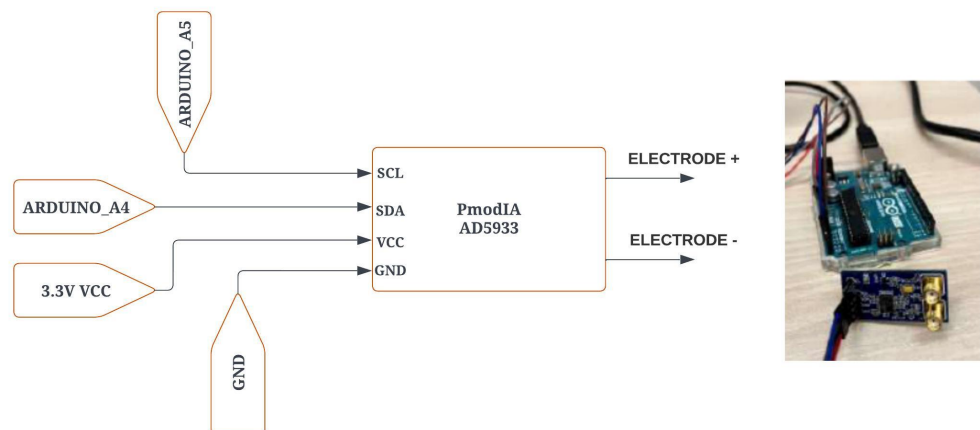 ARDUINO_A5
ELECTRODE +
SCL
ARDUINO_A4
SDA
PmodIA
AD5933
VCC
ELECTRODE -
GND
3.3V VCC
GND